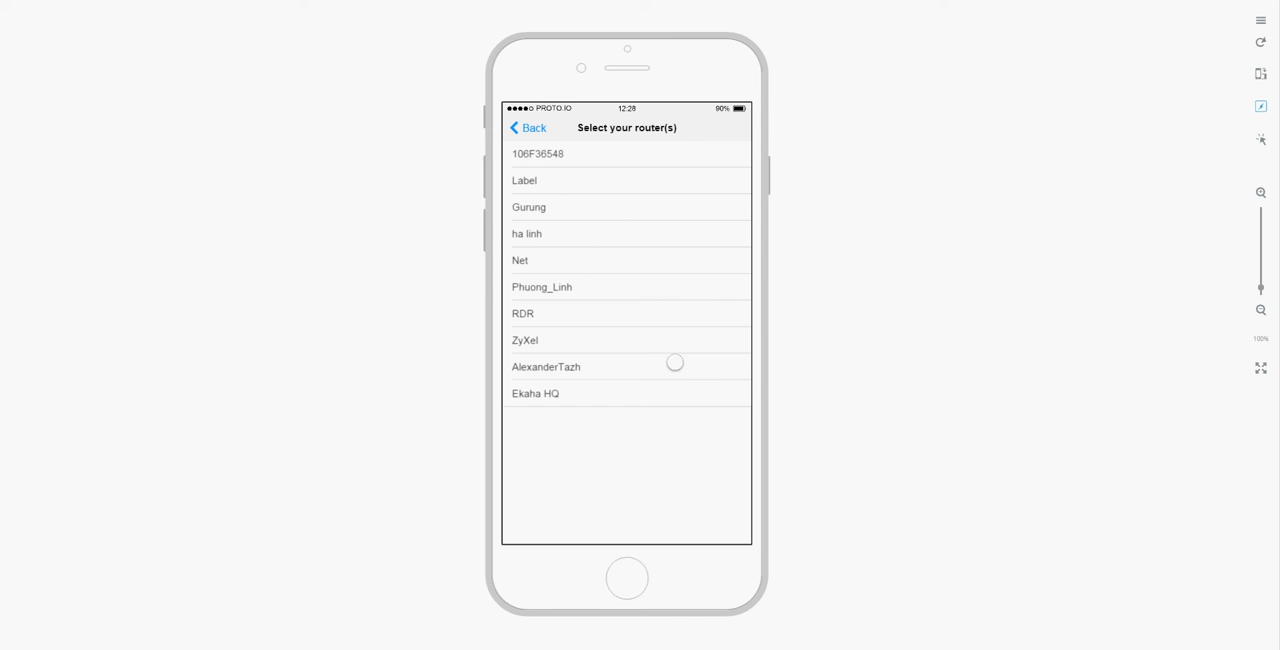 PROTO.IO 12:28 90%
Back Select your router(s)
106F36548
Label
Gurung
ha linh
Net
Phuong_Linh
RDR
ZyXel
AlexanderTazh
Ekaha HQ
100%